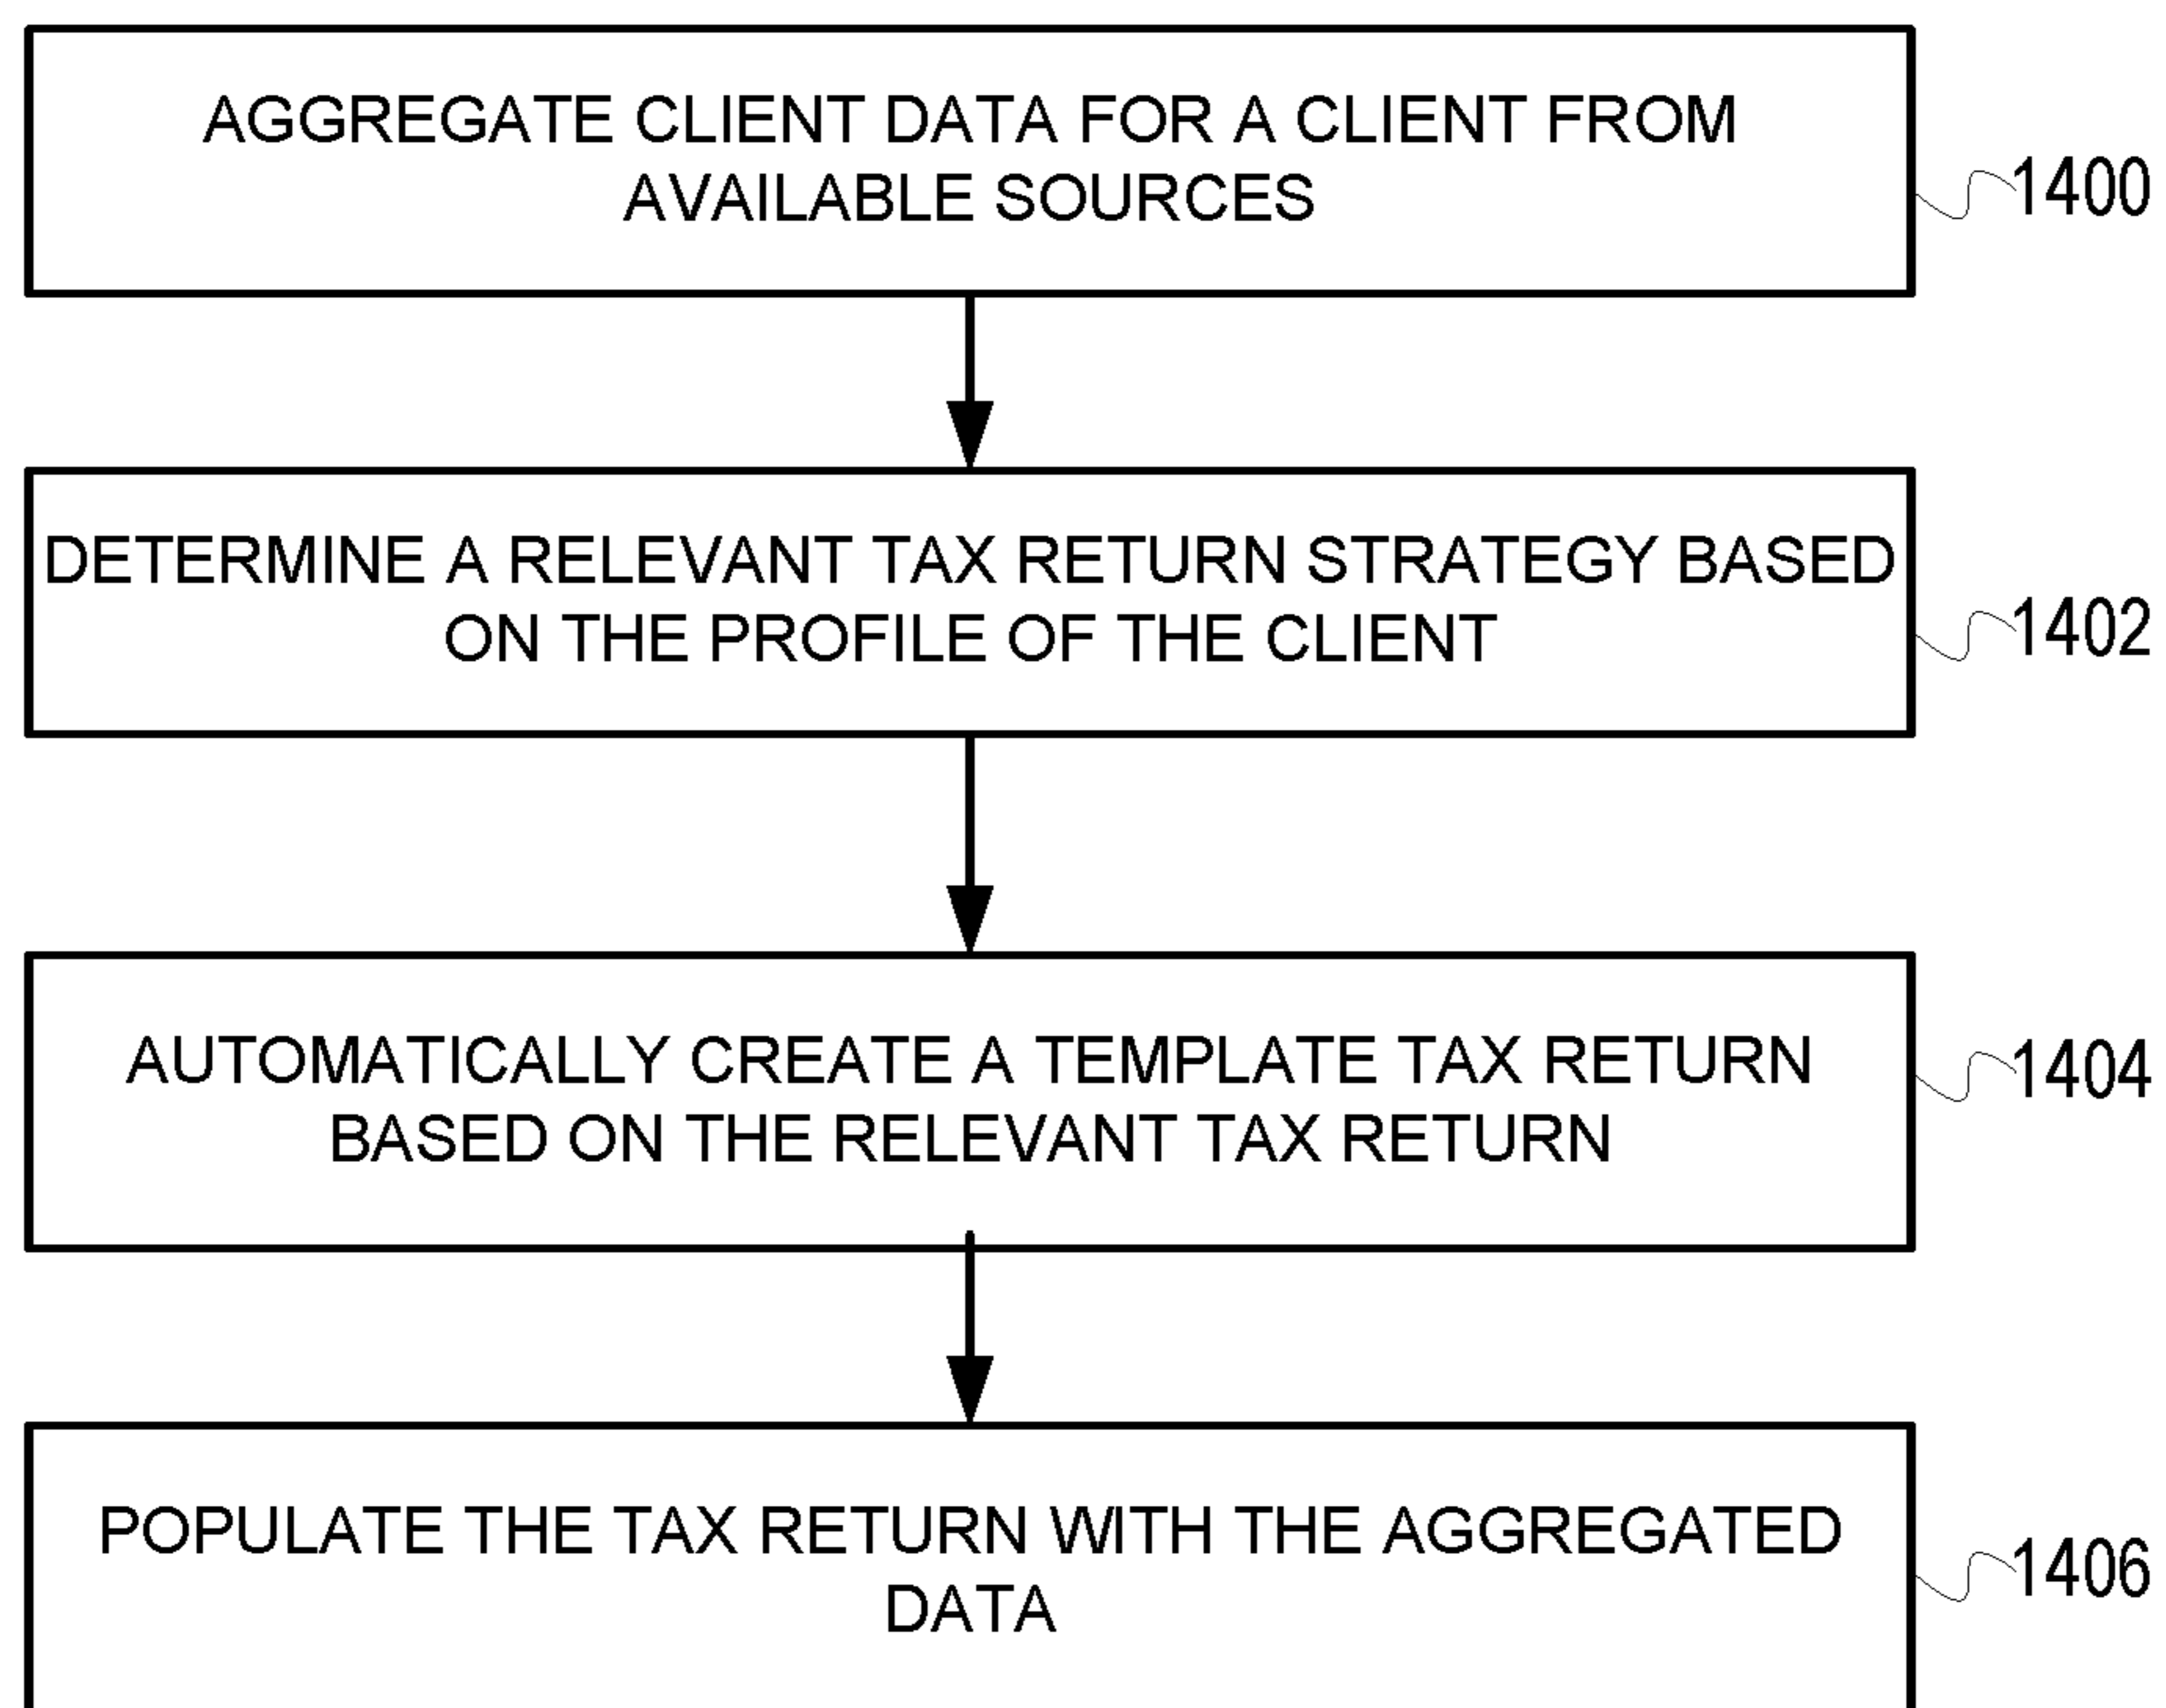 AGGREGATE CLIENT DATA FOR A CLIENT FROM
AVAILABLE SOURCES
1400
DETERMINE A RELEVANT TAX RETURN STRATEGY BASED
ON THE PROFILE OF THE CLIENT
1402
AUTOMATICALLY CREATE A TEMPLATE TAX RETURN
BASED ON THE RELEVANT TAX RETURN
1404
POPULATE THE TAX RETURN WITH THE AGGREGATED
DATA
1406